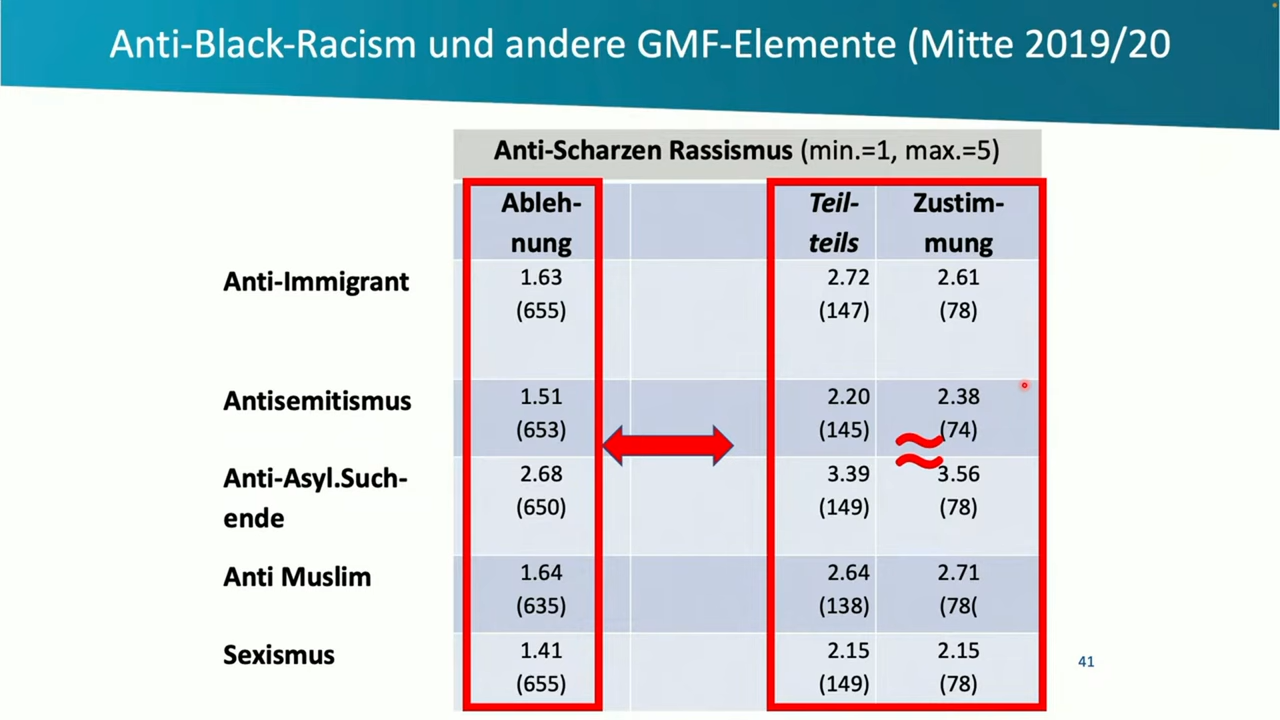 Anti-Black-Racism und andere GMF-Elemente (Mitte 2019/20
Anti-Scharzen Rassismus (min.=1, max.=5)
Ableh-
nung
Teil-
teils
Zustim-
mung
Anti-Immigrant
1.63
(655)
2.72
(147)
2.61
(78)
Antisemitismus
1.51
(653)
2.20
(145)
2.38
(74)
Anti-Asyl.Such-
ende
2.68
(650)
3.39
(149)
3.56
(78)
Anti Muslim
1.64
(635)
2.64
(138)
2.71
(78(
Sexismus
1.41
(655)
2.15
(149)
2.15
(78)
41